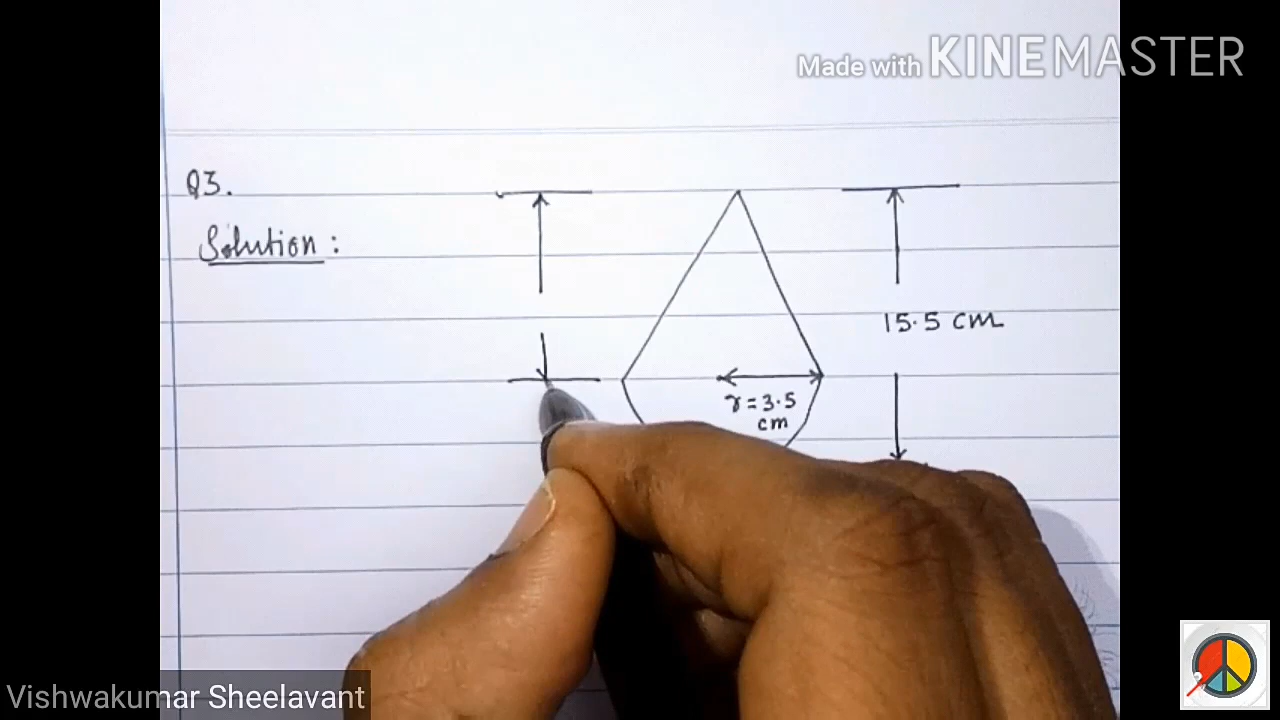 Made with KINEMASTER
Q3.
Solution :
15.5 cm
r = 3.5
cm
Vishwakumar Sheelavant